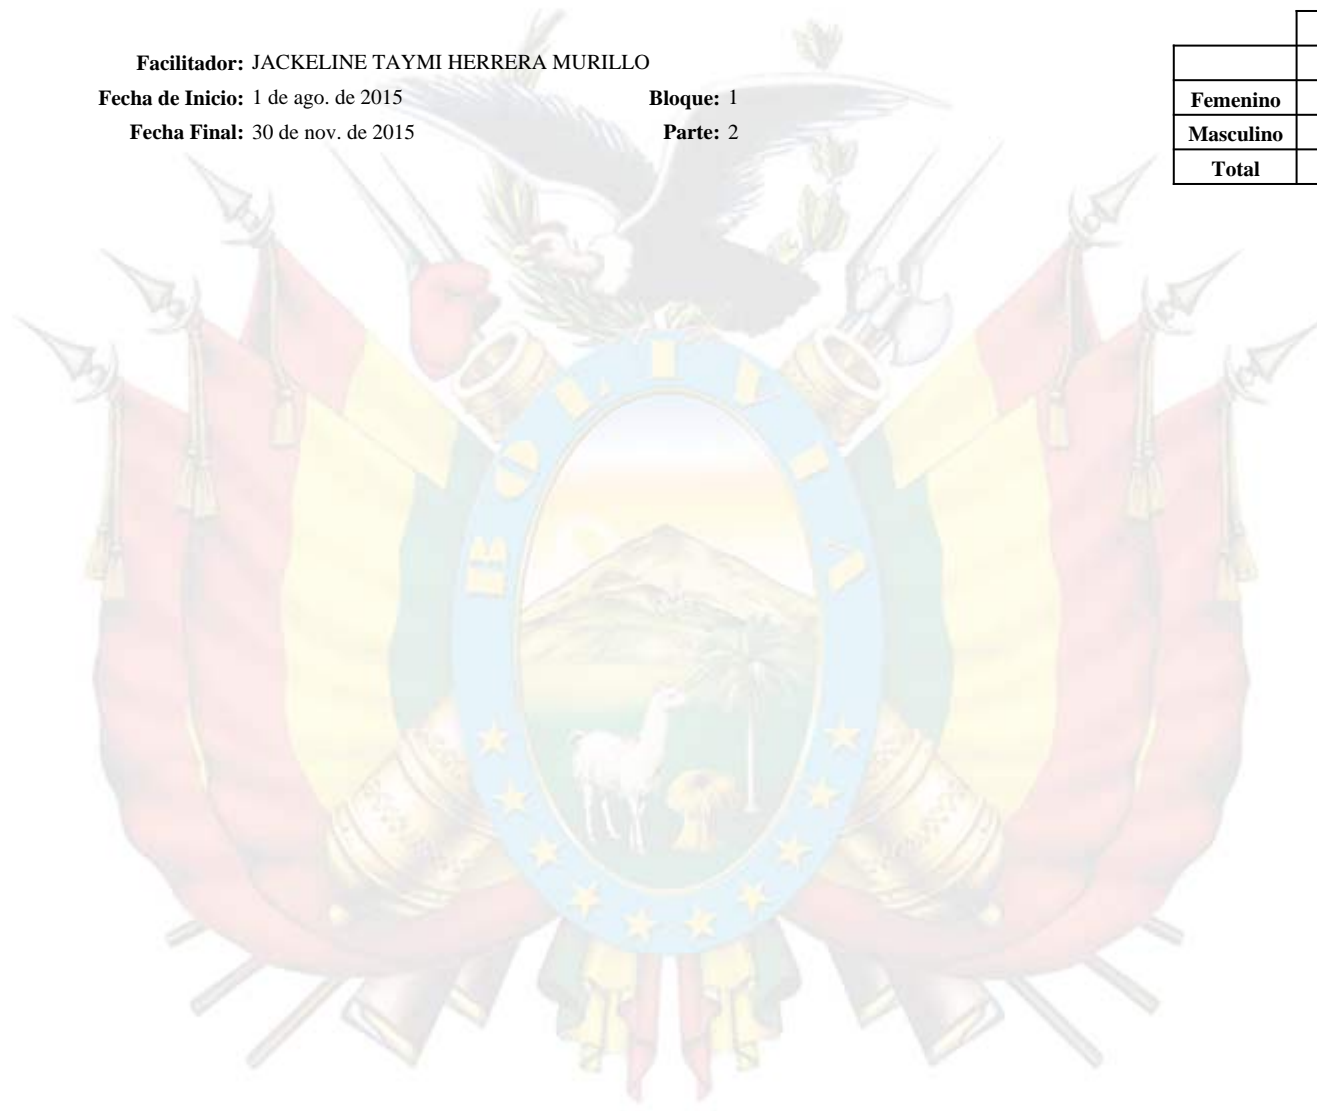 Facilitador: JACKELINE TAYMI HERRERA MURILLO
Fecha de Inicio: 1 de ago. de 2015 Bloque: 1
Fecha Final: 30 de nov. de 2015 Parte: 2
Femenino
Masculino
Total
BOLIVIA